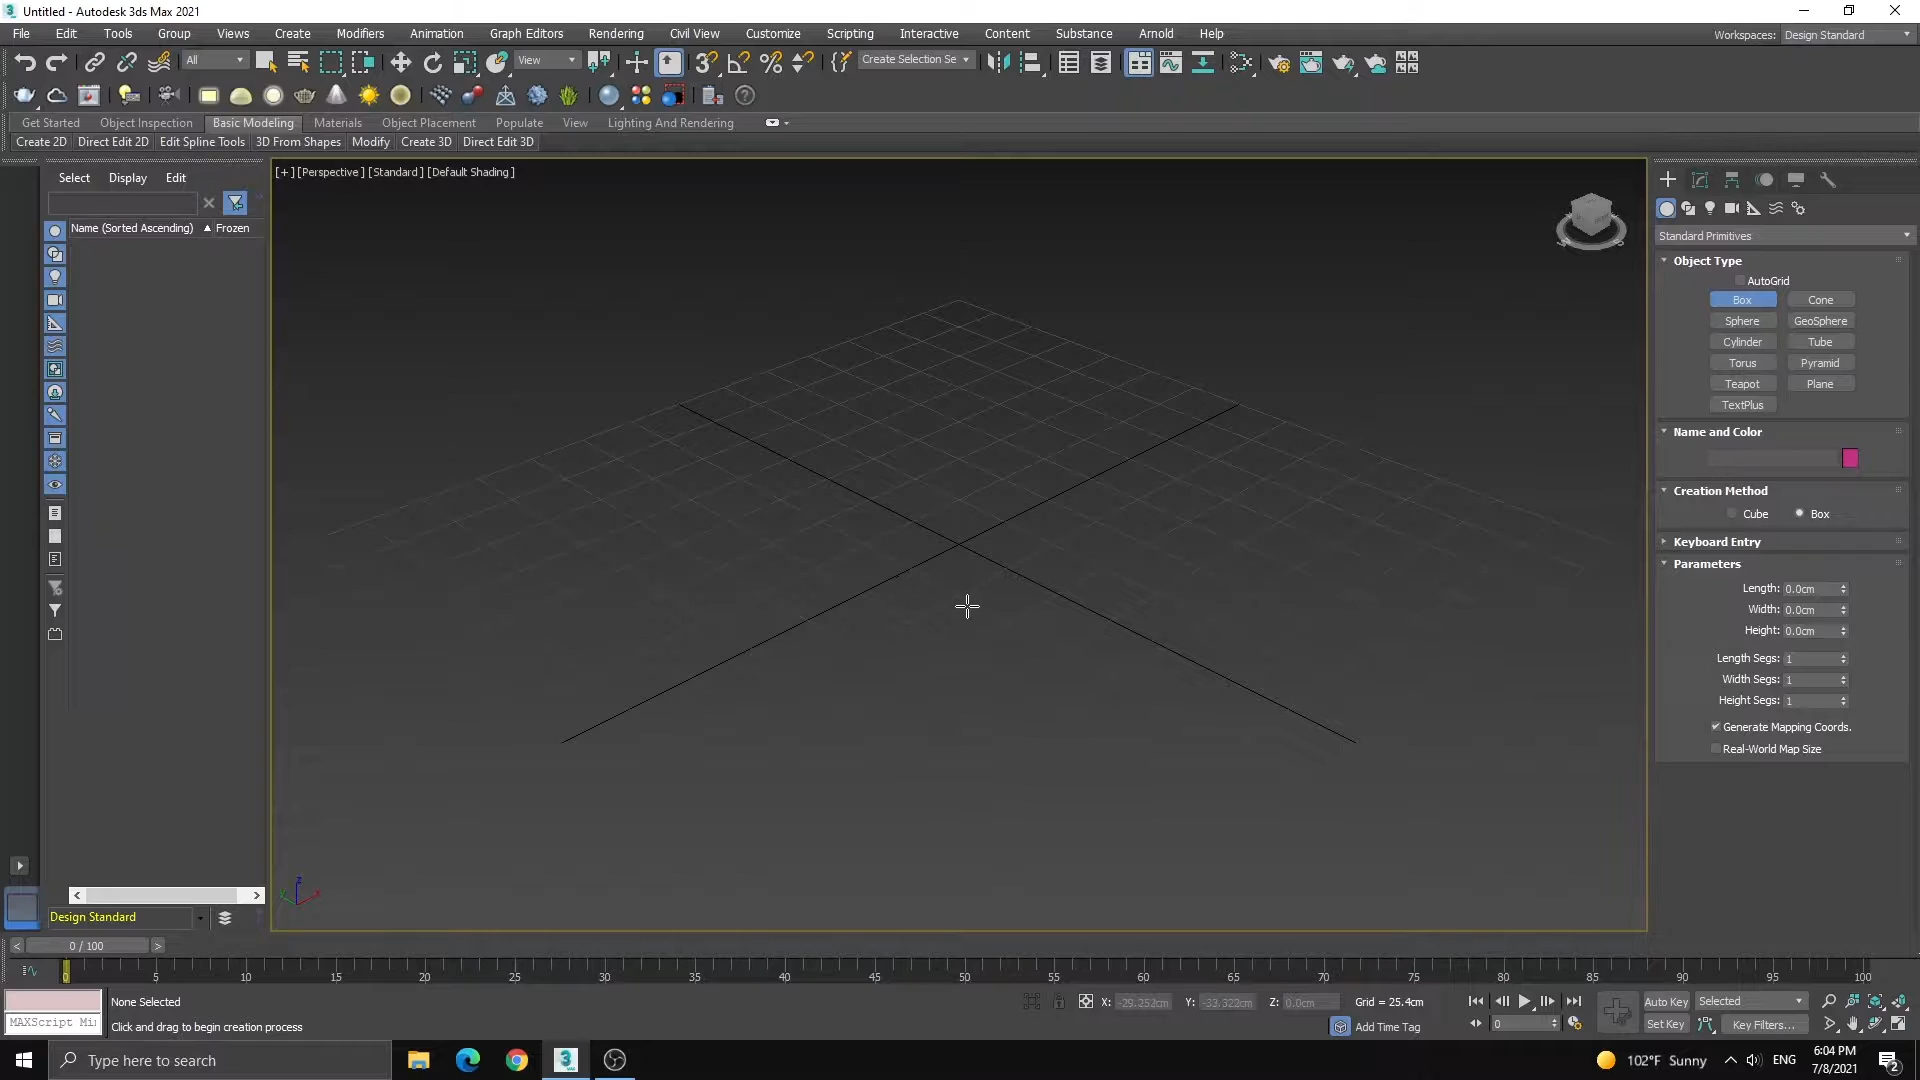 Untitled - Autodesk 3ds Max 2021
File Edit Tools Group Views Create Modifiers Animation Graph Editors Rendering Civil View Customize Scripting Interactive Content Substance Arnold Help
Workspaces: Design Standard
All View Create Selection Se
Get Started Object Inspection Basic Modeling Materials Object Placement Populate View Lighting And Rendering
Create 2D Direct Edit 2D Edit Spline Tools 3D From Shapes Modify Create 3D Direct Edit 3D
Select Display Edit
Name (Sorted Ascending) Frozen
[+] [Perspective] [Standard] [Default Shading]
Standard Primitives
Object Type
AutoGrid
Box Cone
Sphere GeoSphere
Cylinder Tube
Torus Pyramid
Teapot Plane
TextPlus
Name and Color
Creation Method
Cube Box
Keyboard Entry
Parameters
Length: 0.0cm
Width: 0.0cm
Height: 0.0cm
Length Segs: 1
Width Segs: 1
Height Segs: 1
Generate Mapping Coords.
Real-World Map Size
Design Standard
0 / 100
0 5 10 15 20 25 30 35 40 45 50 55 60 65 70 75 80 85 90 95 100
None Selected
X: -29.252cm Y: -33.322cm Z: 0.0cm Grid = 25.4cm
Auto Key Selected
MAXScript Mi
Click and drag to begin creation process
Add Time Tag
0
Set Key Key Filters...
Type here to search
102°F Sunny
ENG
6:04 PM
7/8/2021
2